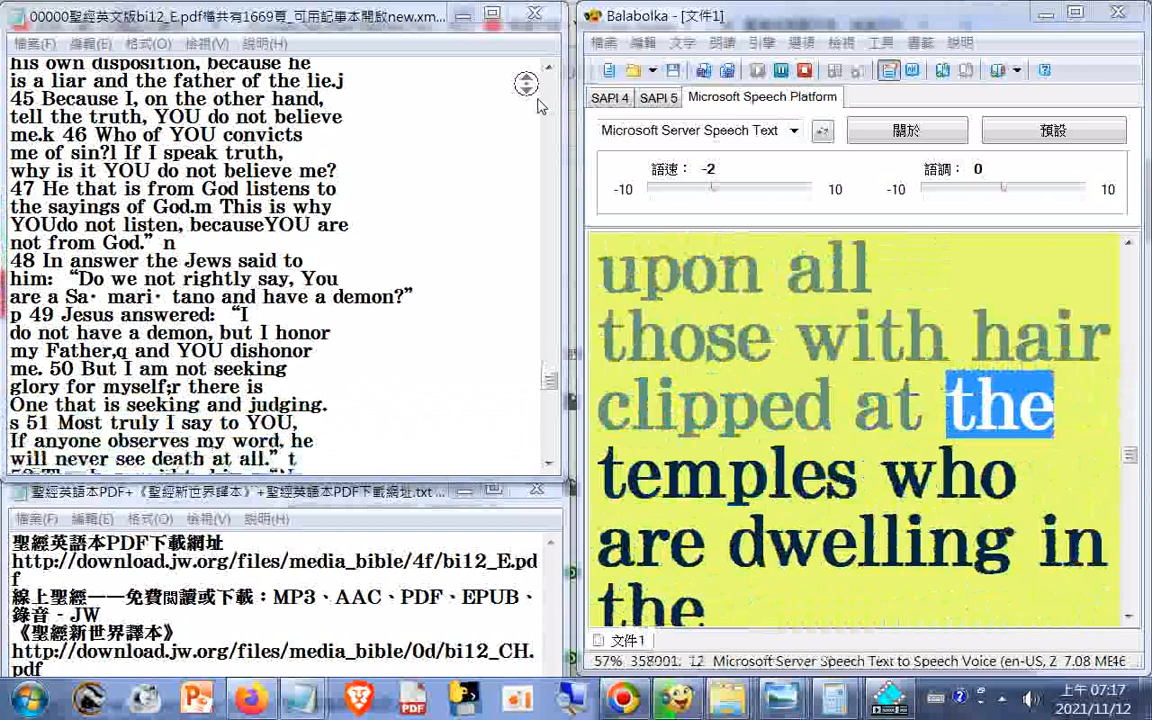 00000聖經英文版bi12_E.pdf檔共有1669頁_可用記事本開啟new.xm...
檔案(F) 編輯(E) 格式(O) 檢視(V) 說明(H)
his own disposition, because he
is a liar and the father of the lie.j
45 Because I, on the other hand,
tell the truth, YOU do not believe
me.k 46 Who of YOU convicts
me of sin?l If I speak truth,
why is it YOU do not believe me?
47 He that is from God listens to
the sayings of God.m This is why
YOUdo not listen, becauseYOU are
not from God.” n
48 In answer the Jews said to
him: “Do we not rightly say, You
are a Sa·mari·tano and have a demon?”
p 49 Jesus answered: “I
do not have a demon, but I honor
my Father,q and YOU dishonor
me. 50 But I am not seeking
glory for myself;r there is
One that is seeking and judging.
s 51 Most truly I say to YOU,
If anyone observes my word, he
will never see death at all.” t
聖經英語本PDF+《聖經新世界譯本》+聖經英語本PDF下載網址.txt ...
檔案(F) 編輯(E) 格式(O) 檢視(V) 說明(H)
聖經英語本PDF下載網址
http://download.jw.org/files/media_bible/4f/bi12_E.pd
f
線上聖經——免費閱讀或下載：MP3、AAC、PDF、EPUB、
錄音 - JW
《聖經新世界譯本》
http://download.jw.org/files/media_bible/0d/bi12_CH.
pdf
Balabolka - [文件1]
檔案 編輯 文字 朗讀 引擎 選項 檢視 工具 書籤 說明
SAPI 4 SAPI 5 Microsoft Speech Platform
Microsoft Server Speech Text 關於 預設
語速： -2 語調： 0
-10 10 -10 10
upon all
those with hair
clipped at the
temples who
are dwelling in
the
文件1
57% 358001: 12 Microsoft Server Speech Text to Speech Voice (en-US, Z 7.08 ME46
PDF
上午 07:17
2021/11/12